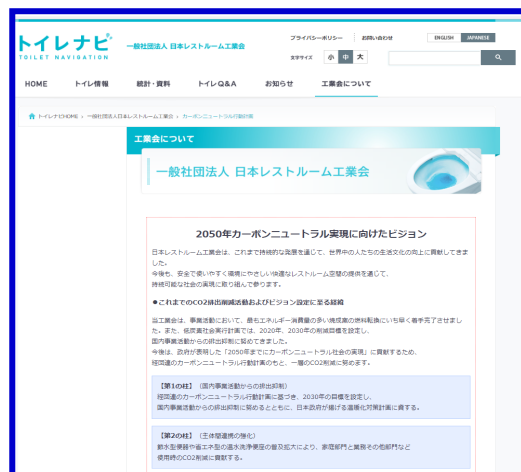 トイレナビ
TOILET NAVIGATION
一般社団法人 日本レストルーム工業会
プライバシーポリシー お問い合わせ
ENGLISH JAPANESE
文字サイズ 小 中 大
HOME トイレ情報 統計・資料 トイレQ&A お知らせ 工業会について
トイレナビHOME > 一般社団法人日本レストルーム工業会 > カーボンニュートラル行動計画
工業会について
一般社団法人 日本レストルーム工業会
2050年カーボンニュートラル実現に向けたビジョン
日本レストルーム工業会は、これまで持続的な発展を通じて、世界中の人たちの生活文化の向上に貢献してきま
した。
今後も、安全で使いやすく環境にやさしい快適なレストルーム空間の提供を通じて、
持続可能な社会の実現に取り組んで参ります。
●これまでのCO2排出削減活動およびビジョン設定に至る経緯
当工業会は、事業活動において、最もエネルギー消費量の多い焼成窯の燃料転換にいち早く着手完了させまし
た。また、低炭素社会実行計画では、2020年、2030年の削減目標を設定し、
国内事業活動からの排出抑制に努めてきました。
今後は、政府が表明した「2050年までにカーボンニュートラル社会の実現」に貢献するため、
経団連のカーボンニュートラル行動計画のもと、一層のCO2削減に努めます。
【第1の柱】（国内事業活動からの排出抑制）
経団連のカーボンニュートラル行動計画に基づき、2030年の目標を設定し、
国内事業活動からの排出抑制に努めるとともに、日本政府が掲げる温暖化対策計画に資する。
【第2の柱】（主体間連携の強化）
節水型便器や省エネ型の温水洗浄便座の普及拡大により、家庭部門と業務その他部門など
使用時のCO2削減に貢献する。